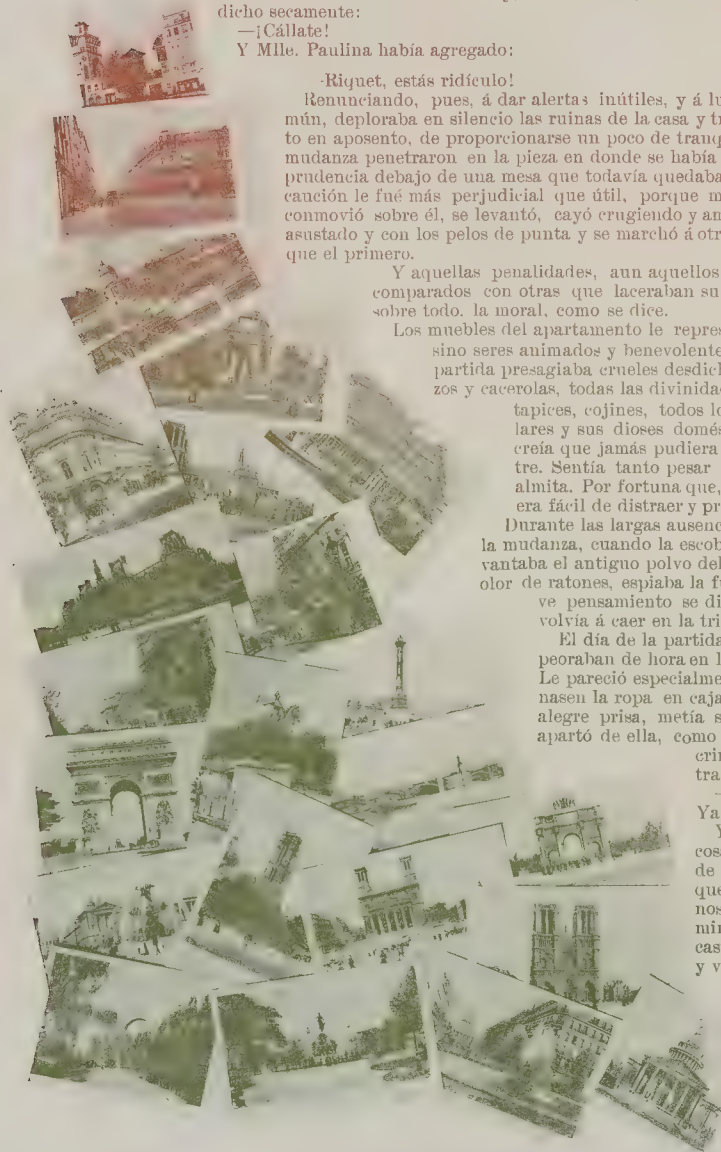 dicho secamente:
—¡Cállate!
Y Mlle. Paulina había agregado:
-Riquet, estás ridículo!
Renunciando, pues, á dar alertas inútiles, y á lu
mún, deploraba en silencio las ruinas de la casa y tr
to en aposento, de proporcionarse un poco de tranq
mudanza penetraron en la pieza en donde se había
prudencia debajo de una mesa que todavía quedaba
caución le fué más perjudicial que útil, porque m
conmovió sobre él, se levantó, cayó crugiendo y am
asustado y con los pelos de punta y se marchó á otr
que el primero.
Y aquellas penalidades, aun aquellos
comparados con otras que laceraban su
sobre todo. la moral, como se dice.
Los muebles del apartamento le repres
sino seres animados y benevolente
partida presagiaba crueles desdich
zos y cacerolas, todas las divinidad
tapices, cojines, todos lo
lares y sus dioses domés
creía que jamás pudiera
tre. Sentía tanto pesar
almita. Por fortuna que,
era fácil de distraer y pr
Durante las largas ausenc
la mudanza, cuando la escob
vantaba el antiguo polvo del
olor de ratones, espiaba la f
ve pensamiento se di
volvía á caer en la tri
El día de la partida
peoraban de hora en h
Le pareció especialme
nasen la ropa en caja
alegre prisa, metía s
apartó de ella, como
crin
tra
—
Ya
Y
cos
de
que
nos
min
cas
y v